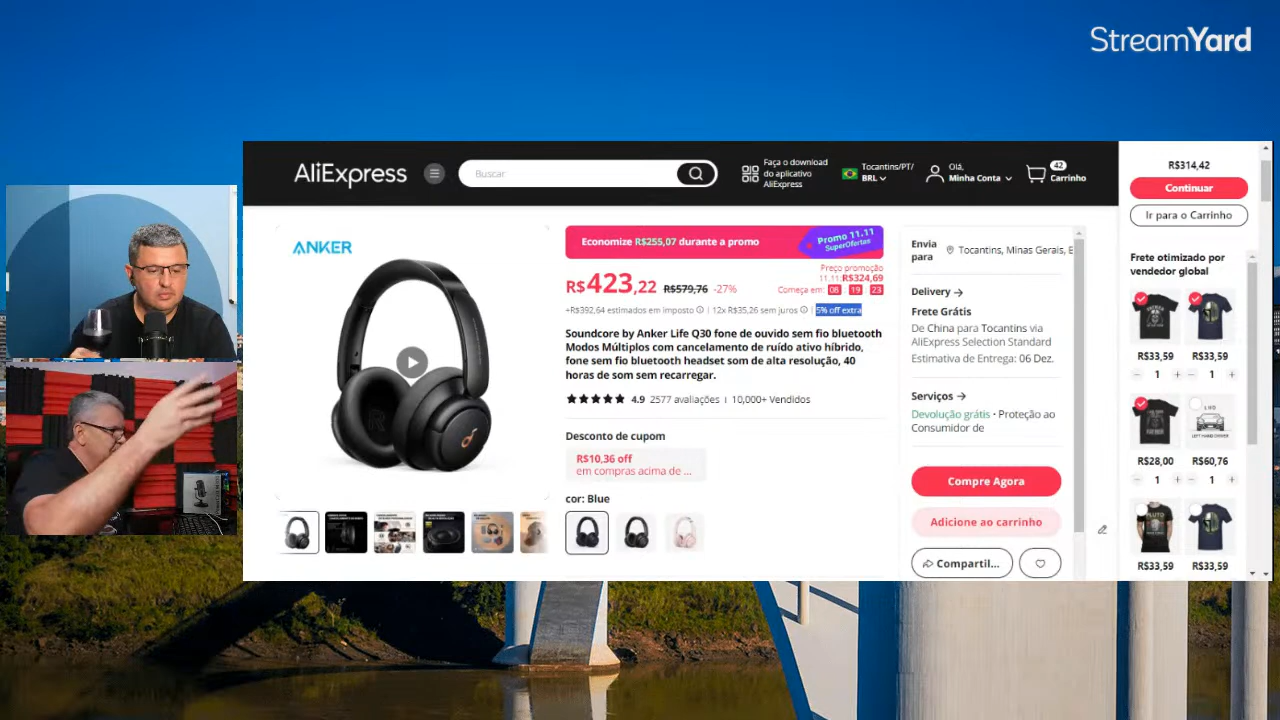 StreamYard
AliExpress
Buscar
Faça o download
do aplicativo
AliExpress
Tocantins/PT/
BRL
Olá,
Minha Conta
42
Carrinho
ANKER
Economize R$255,07 durante a promo
Promo 11.11
SuperOfertas
R$423,22 R$579,76 -27%
Preço promoção
11.11 R$324,69
Começa em: 08 19 23
+R$392,64 estimados em imposto | 12x R$35,26 sem juros | 5% off extra
Soundcore by Anker Life Q30 fone de ouvido sem fio bluetooth
Modos Múltiplos com cancelamento de ruído ativo híbrido,
fone sem fio bluetooth headset som de alta resolução, 40
horas de som sem recarregar.
4.9 2577 avaliações | 10,000+ Vendidos
Desconto de cupom
R$10,36 off
em compras acima de ...
cor: Blue
Envia
para
Tocantins, Minas Gerais, E
Delivery
Frete Grátis
De China para Tocantins via
AliExpress Selection Standard
Estimativa de Entrega: 06 Dez.
Serviços
Devolução grátis · Proteção ao
Consumidor de
Compre Agora
Adicione ao carrinho
Compartil...
R$314,42
Continuar
Ir para o Carrinho
Frete otimizado por
vendedor global
R$33,59 R$33,59
- 1 + - 1 +
LHD
LEFT HAND DRIVER
R$28,00 R$60,76
- 1 + - 1 +
PLUTO
R$33,59 R$33,59